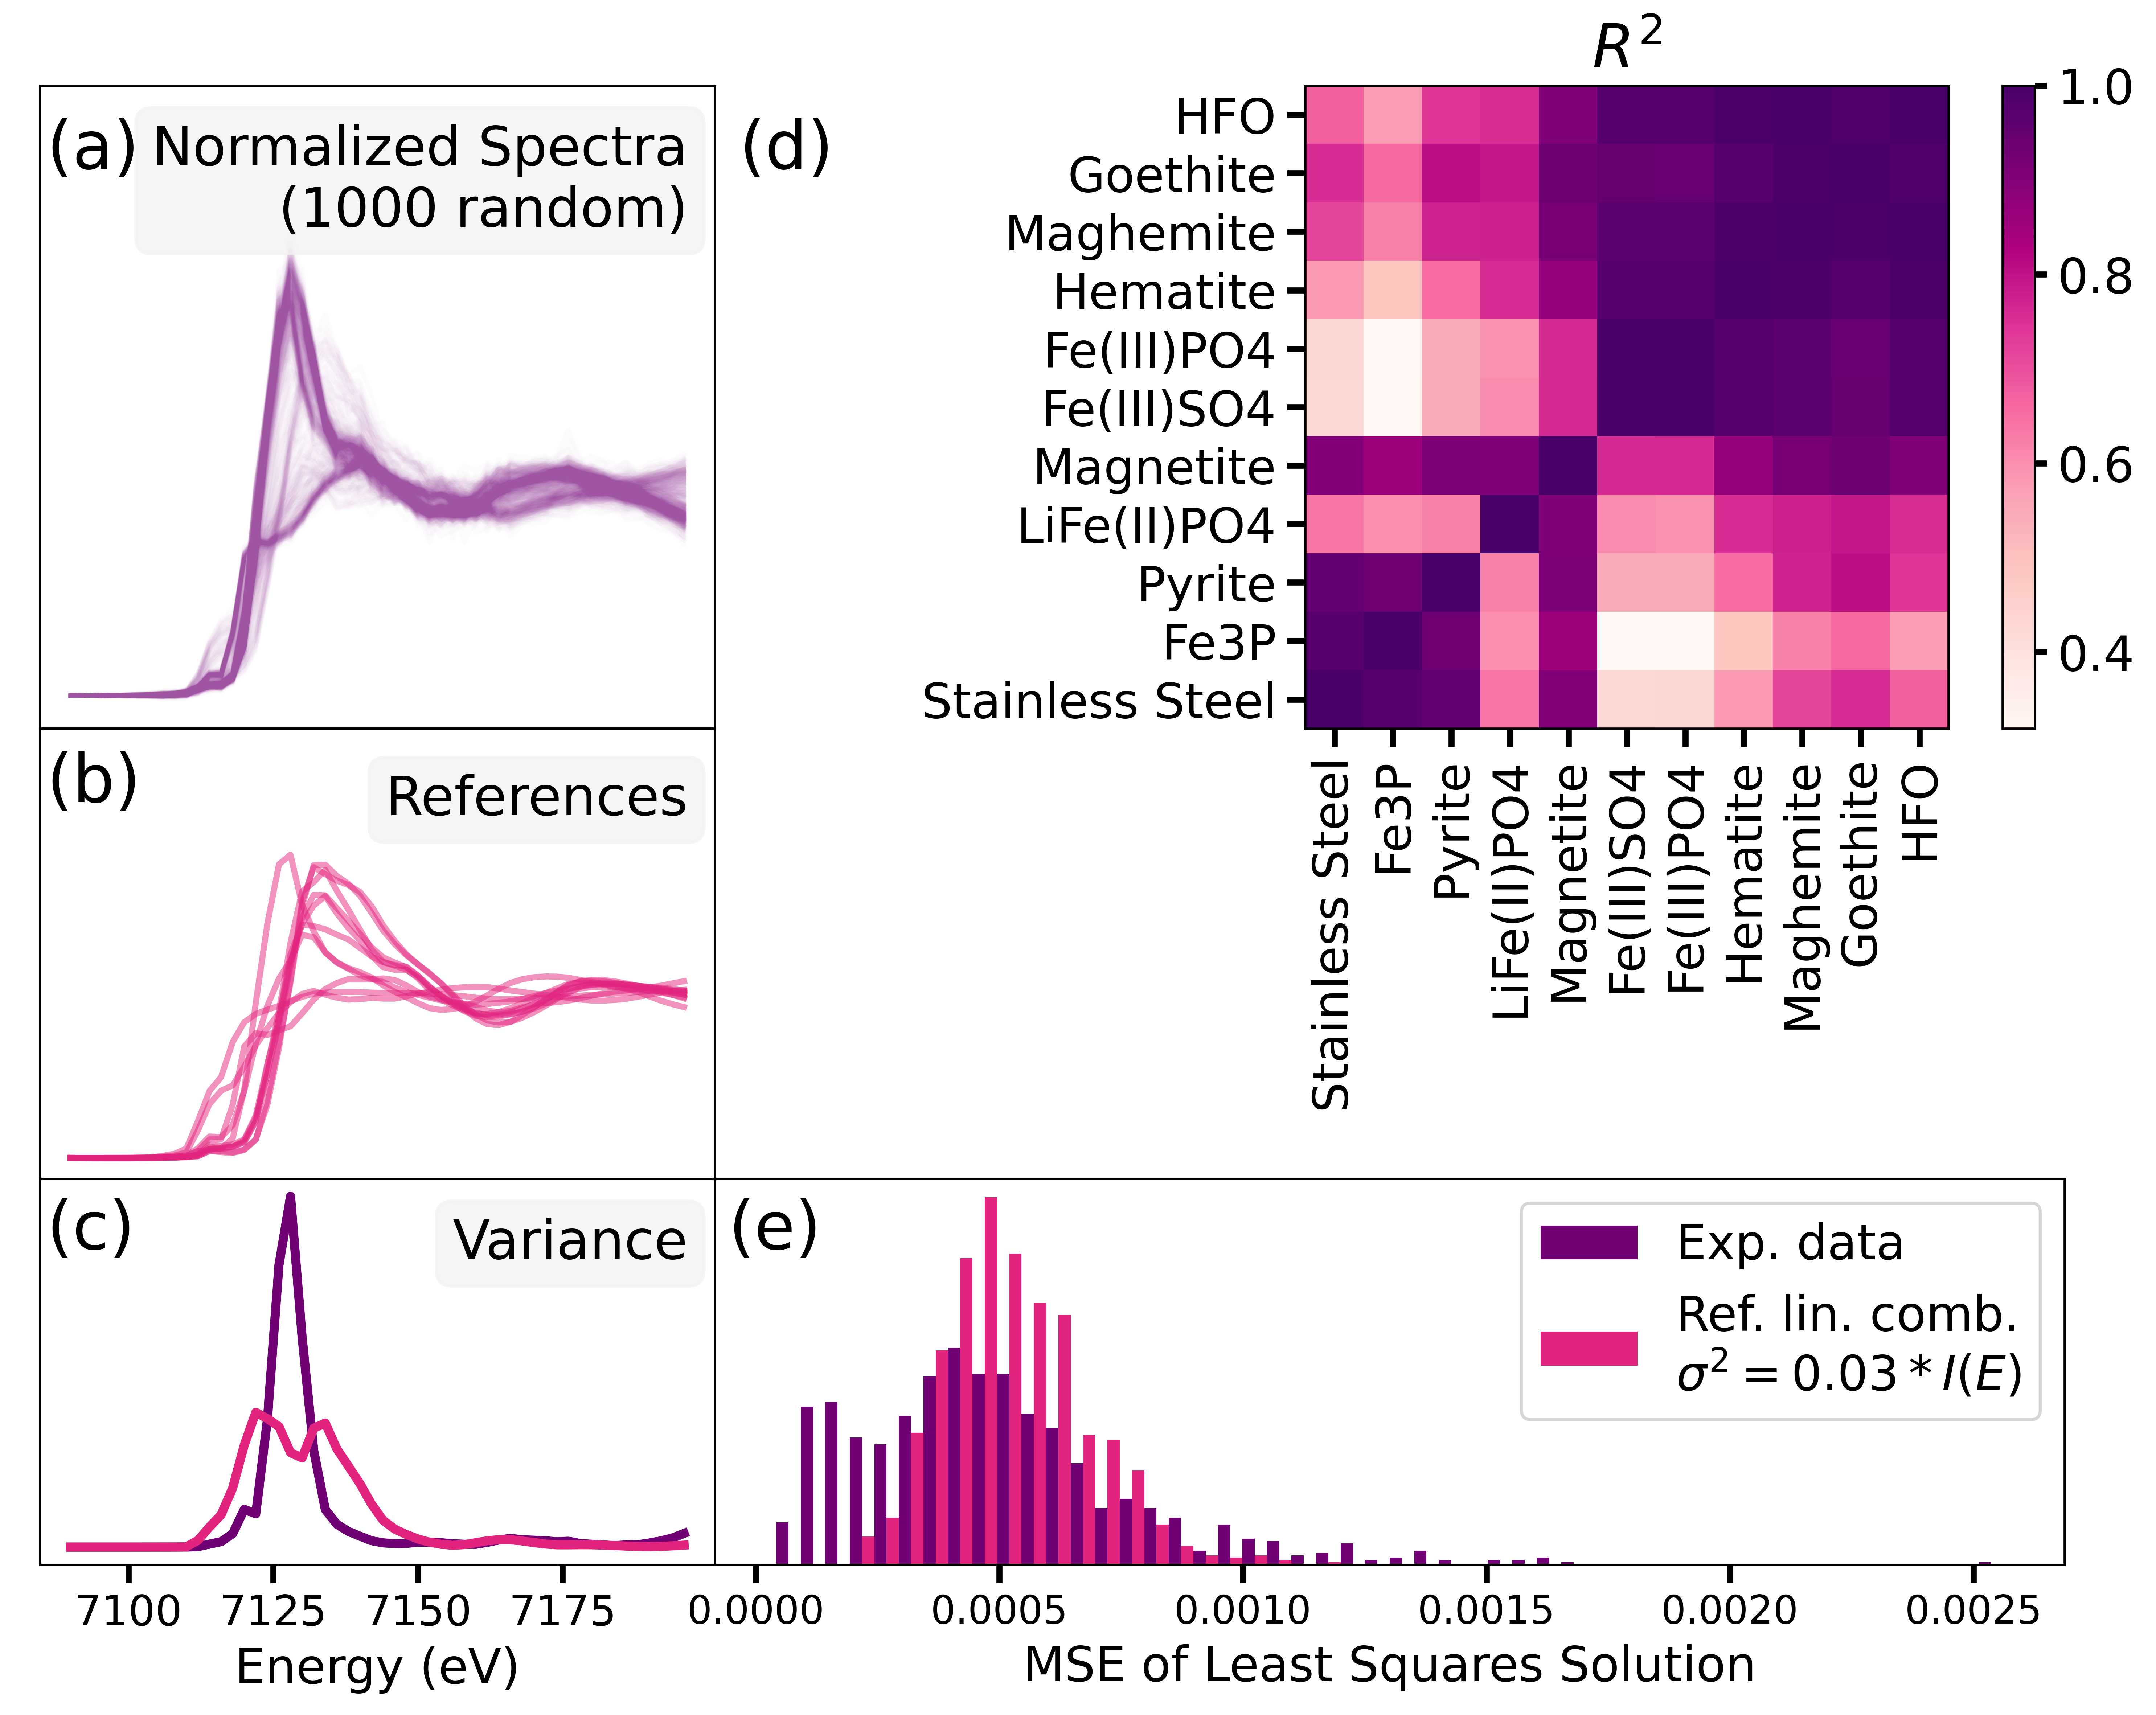 (a)
Normalized Spectra
(1000 random)
(b)
References
(c)
Variance
7100 7125 7150 7175
Energy (eV)
(d)
R²
HFO
Goethite
Maghemite
Hematite
Fe(III)PO4
Fe(III)SO4
Magnetite
LiFe(II)PO4
Pyrite
Fe3P
Stainless Steel
Stainless Steel
Fe3P
Pyrite
LiFe(II)PO4
Magnetite
Fe(III)SO4
Fe(III)PO4
Hematite
Maghemite
Goethite
HFO
1.0
0.8
0.6
0.4
(e)
Exp. data
Ref. lin. comb.
σ² = 0.03 * I(E)
0.0000 0.0005 0.0010 0.0015 0.0020 0.0025
MSE of Least Squares Solution